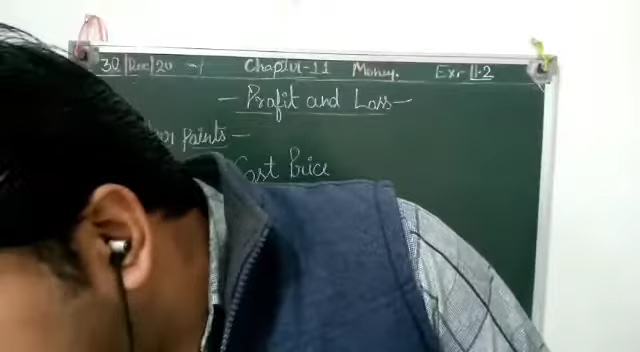 30/Dec/20 Chapter-11 Money. Exr 11.2
- Profit and Loss -
points -
Cost price